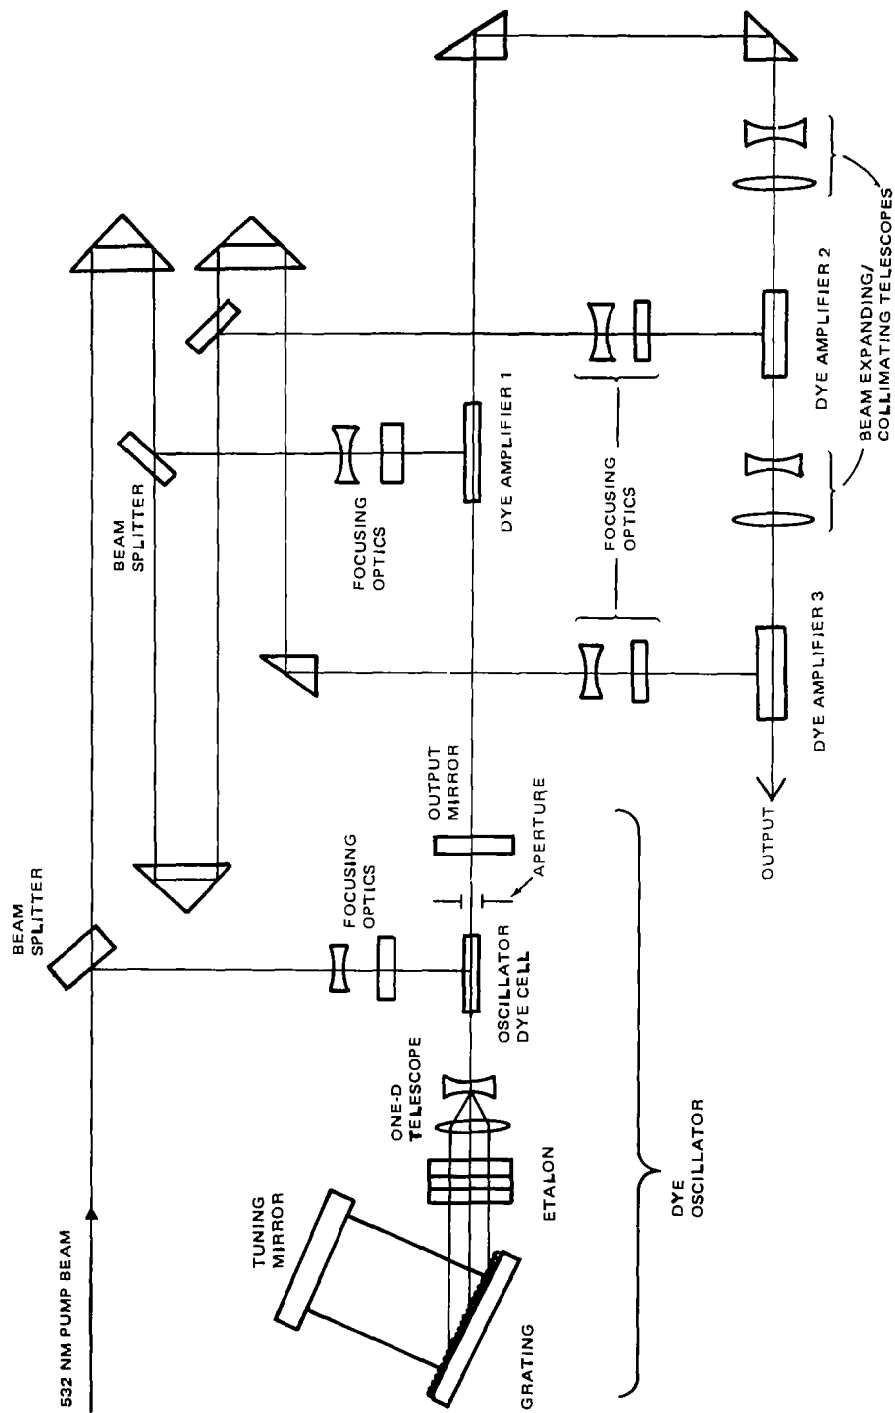 532 NM PUMP BEAM
BEAM
SPLITTER
BEAM
SPLITTER
TUNING
MIRROR
ONE-D
TELESCOPE
FOCUSING
OPTICS
OUTPUT
MIRROR
FOCUSING
OPTICS
GRATING
ETALON
OSCILLATOR
DYE CELL
APERTURE
DYE AMPLIFIER 1
FOCUSING
OPTICS
DYE
OSCILLATOR
OUTPUT
DYE AMPLIFIER 3
DYE AMPLIFIER 2
BEAM EXPANDING/
COLLIMATING TELESCOPES